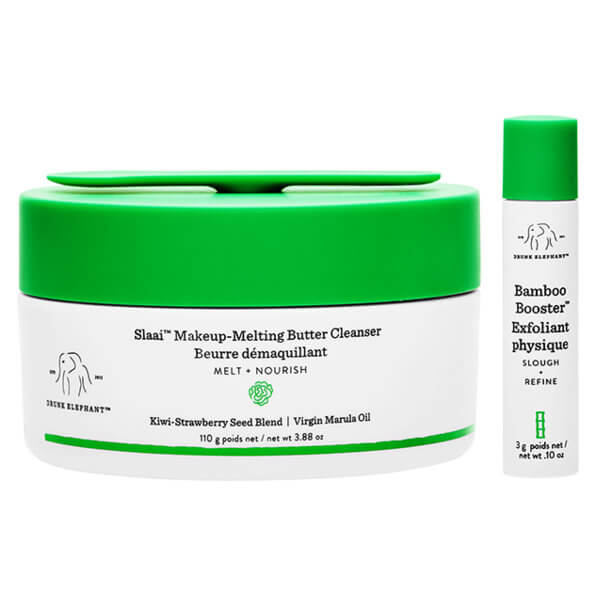 Slaai™ Makeup-Melting Butter Cleanser
Beurre démaquillant
MELT + NOURISH
DRUNK ELEPHANT™
Kiwi-Strawberry Seed Blend | Virgin Marula Oil
110 g poids net / net wt 3.88 oz
DRUNK ELEPHANT™
Bamboo
Booster™
Exfoliant
physique
SLOUGH
+
REFINE
3 g poids net /
net wt .10 oz